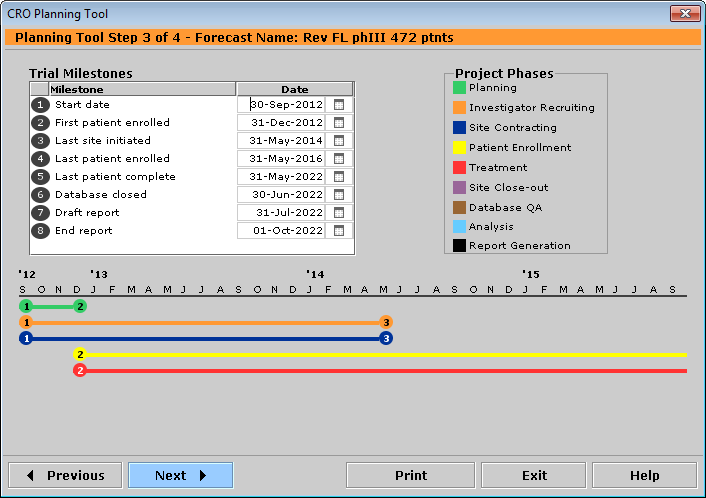 CRO Planning Tool
Planning Tool Step 3 of 4 - Forecast Name: Rev FL phIII 472 ptnts
Trial Milestones
Milestone Date
1 Start date 30-Sep-2012
2 First patient enrolled 31-Dec-2012
3 Last site initiated 31-May-2014
4 Last patient enrolled 31-May-2016
5 Last patient complete 31-May-2022
6 Database closed 30-Jun-2022
7 Draft report 31-Jul-2022
8 End report 01-Oct-2022
Project Phases
Planning
Investigator Recruiting
Site Contracting
Patient Enrollment
Treatment
Site Close-out
Database QA
Analysis
Report Generation
'12 '13 '14 '15
S O N D J F M A M J J A S O N D J F M A M J J A S O N D J F M A M J J A S
1 2
1 3
1 3
2
2
Previous Next Print Exit Help